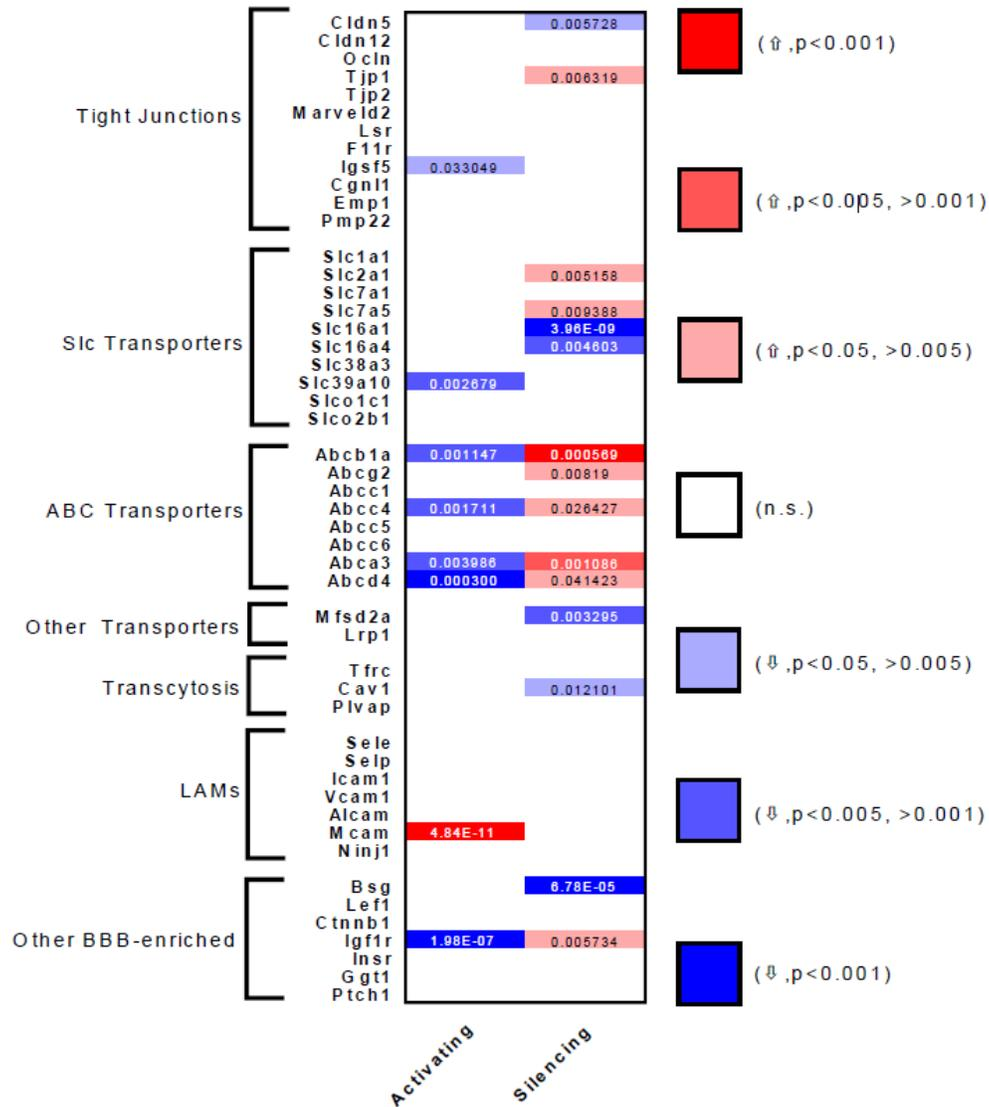 Cldn5 0.005728
Cldn12
Ocln
Tjp1 0.006319
Tjp2
Marveld2
Lsr
F11r
Igsf5 0.033049
Cgnl1
Emp1
Pmp22
Tight Junctions
Slc1a1
Slc2a1 0.005158
Slc7a1
Slc7a5 0.009388
Slc16a1 3.96E-09
Slc16a4 0.004603
Slc38a3
Slc39a10 0.002679
Slco1c1
Slco2b1
Slc Transporters
Abcb1a 0.001147 0.000569
Abcg2 0.00819
Abcc1
Abcc4 0.001711 0.026427
Abcc5
Abcc6
Abca3 0.003986 0.001086
Abcd4 0.000300 0.041423
ABC Transporters
Mfsd2a 0.003295
Lrp1
Other Transporters
Tfrc
Cav1 0.012101
Plvap
Transcytosis
Sele
Selp
Icam1
Vcam1
Alcam
Mcam 4.84E-11
Ninj1
LAMs
Bsg 6.78E-05
Lef1
Ctnnb1
Igf1r 1.98E-07 0.005734
Insr
Ggt1
Ptch1
Other BBB-enriched
Activating
Silencing
(⇧,p<0.001)
(⇧,p<0.005, >0.001)
(⇧,p<0.05, >0.005)
(n.s.)
(⇩,p<0.05, >0.005)
(⇩,p<0.005, >0.001)
(⇩,p<0.001)